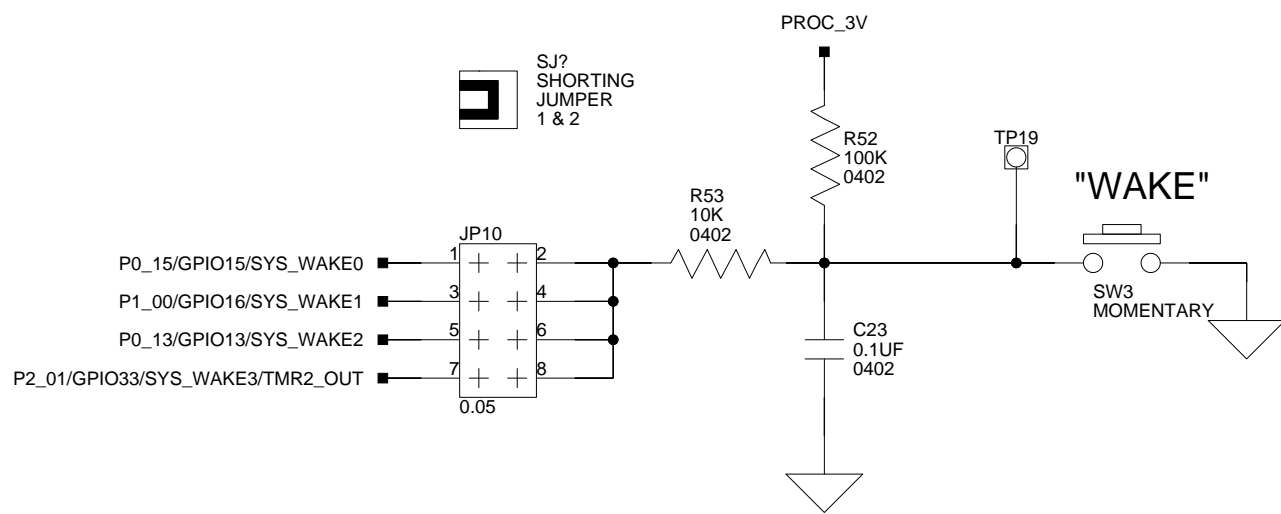 PROC_3V
SJ?
SHORTING
JUMPER
1 & 2
R52
100K
0402
TP19
"WAKE"
R53
10K
0402
JP10
P0_15/GPIO15/SYS_WAKE0
1
2
P1_00/GPIO16/SYS_WAKE1
3
4
P0_13/GPIO13/SYS_WAKE2
5
6
P2_01/GPIO33/SYS_WAKE3/TMR2_OUT
7
8
0.05
SW3
MOMENTARY
C23
0.1UF
0402